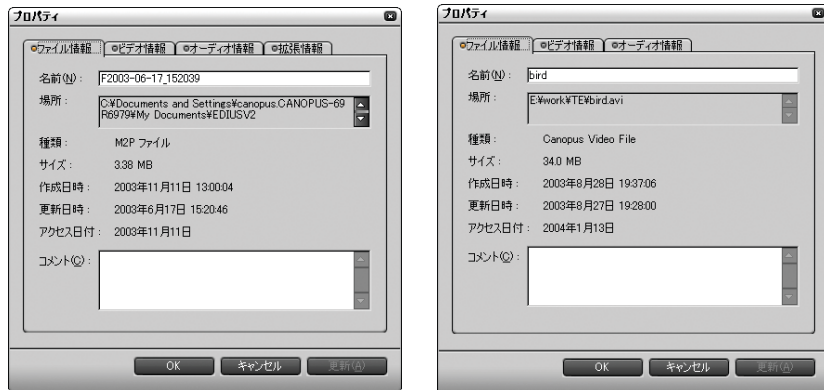 プロパティ
ファイル情報 ビデオ情報 オーディオ情報 拡張情報
名前(N): F2003-06-17_152039
場所: C:¥Documents and Settings¥canopus.CANOPUS-69
R6979¥My Documents¥EDIUSV2
種類: M2P ファイル
サイズ: 3.38 MB
作成日時: 2003年11月11日 13:00:04
更新日時: 2003年6月17日 15:20:46
アクセス日付: 2003年11月11日
コメント(C):
OK キャンセル 更新(A)
プロパティ
ファイル情報 ビデオ情報 オーディオ情報
名前(N): bird
場所: E:¥work¥TE¥bird.avi
種類: Canopus Video File
サイズ: 34.0 MB
作成日時: 2003年8月28日 19:37:06
更新日時: 2003年8月27日 19:28:00
アクセス日付: 2004年1月13日
コメント(C):
OK キャンセル 更新(A)